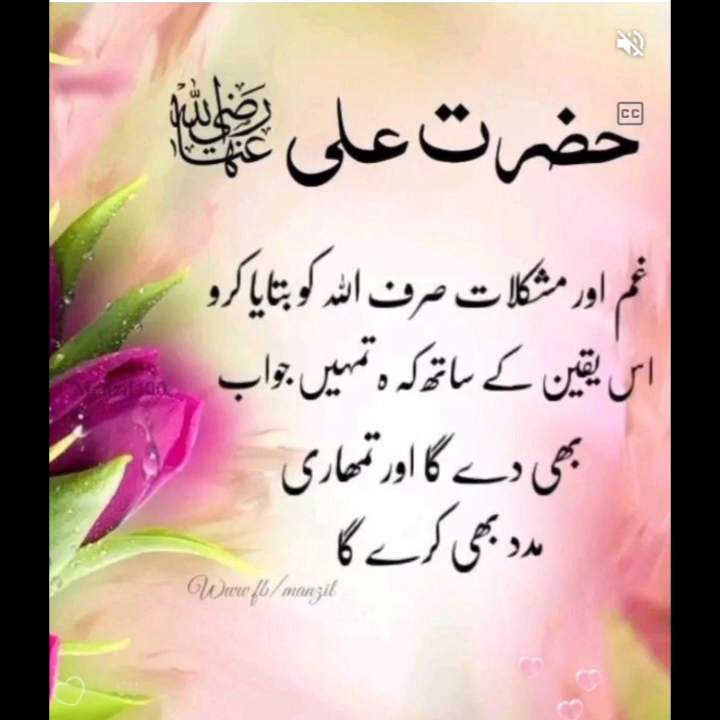 حضرت علی رضی اللہ عنہا
غم اور مشکلات صرف اللہ کو بتایا کرو
اس یقین کے ساتھ کہ ہ تمہیں جواب
بھی دے گا اور تمھاری
مدد بھی کرے گا
Www.fb/manzil
CC